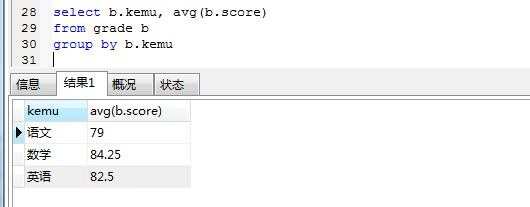 28 select b.kemu, avg(b.score)
29 from grade b
30 group by b.kemu
31
信息 结果1 概况 状态
kemu avg(b.score)
语文 79
数学 84.25
英语 82.5